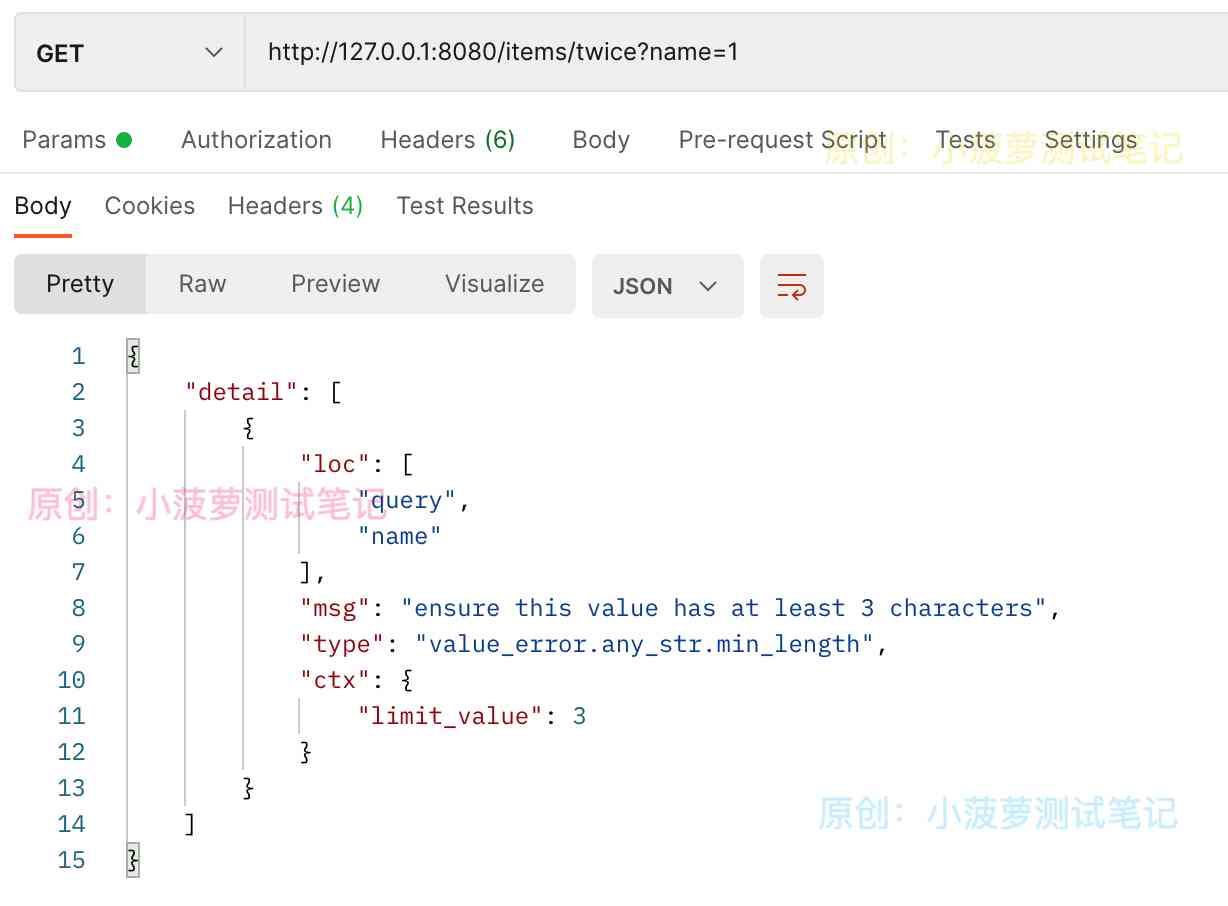 GET http://127.0.0.1:8080/items/twice?name=1
Params Authorization Headers (6) Body Pre-request Script Tests Settings
原创：小菠萝测试笔记
Body Cookies Headers (4) Test Results
Pretty Raw Preview Visualize JSON
1 {
2 "detail": [
3 {
4 "loc": [
5 "query",
原创：小菠萝测试笔记
6 "name"
7 ],
8 "msg": "ensure this value has at least 3 characters",
9 "type": "value_error.any_str.min_length",
10 "ctx": {
11 "limit_value": 3
12 }
13 }
14 ]
原创：小菠萝测试笔记
15 }